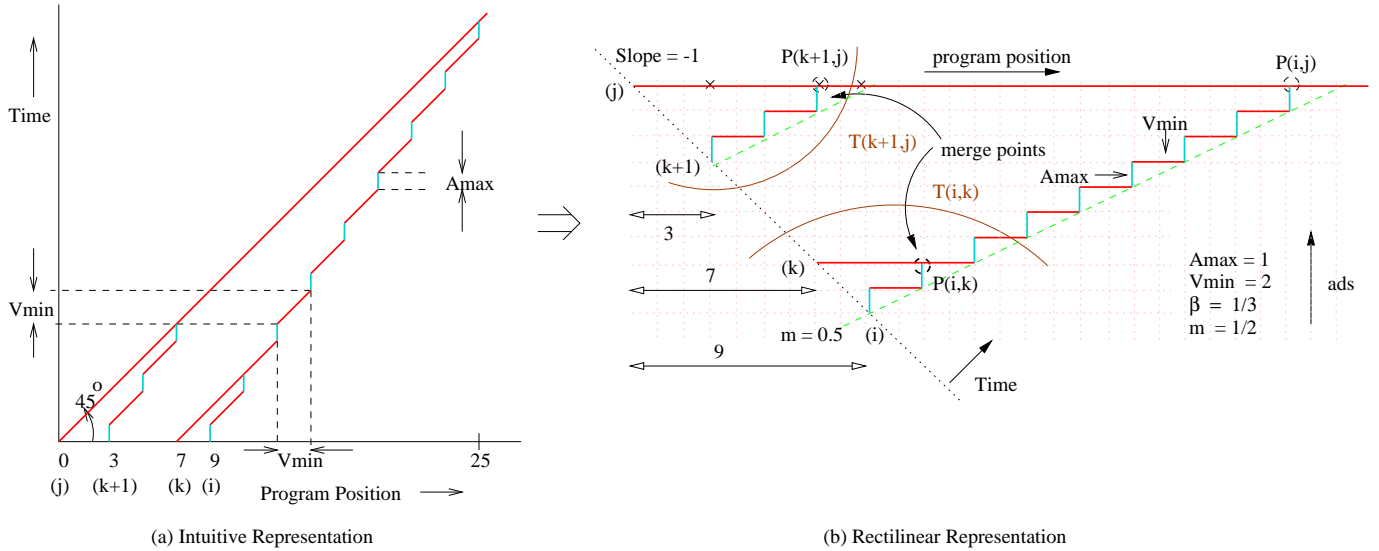 Time
Amax
Vmin
45
o
0 3 7 9 Vmin 25
(j) (k+1) (k) (i)
Program Position
(a) Intuitive Representation
Slope = -1
P(k+1,j)
program position
P(i,j)
(j)
T(k+1,j)
Vmin
(k+1)
merge points
Amax
T(i,k)
3
(k)
7
P(i,k)
m = 0.5
(i)
9
Time
Amax = 1
Vmin = 2
β = 1/3
m = 1/2
ads
(b) Rectilinear Representation